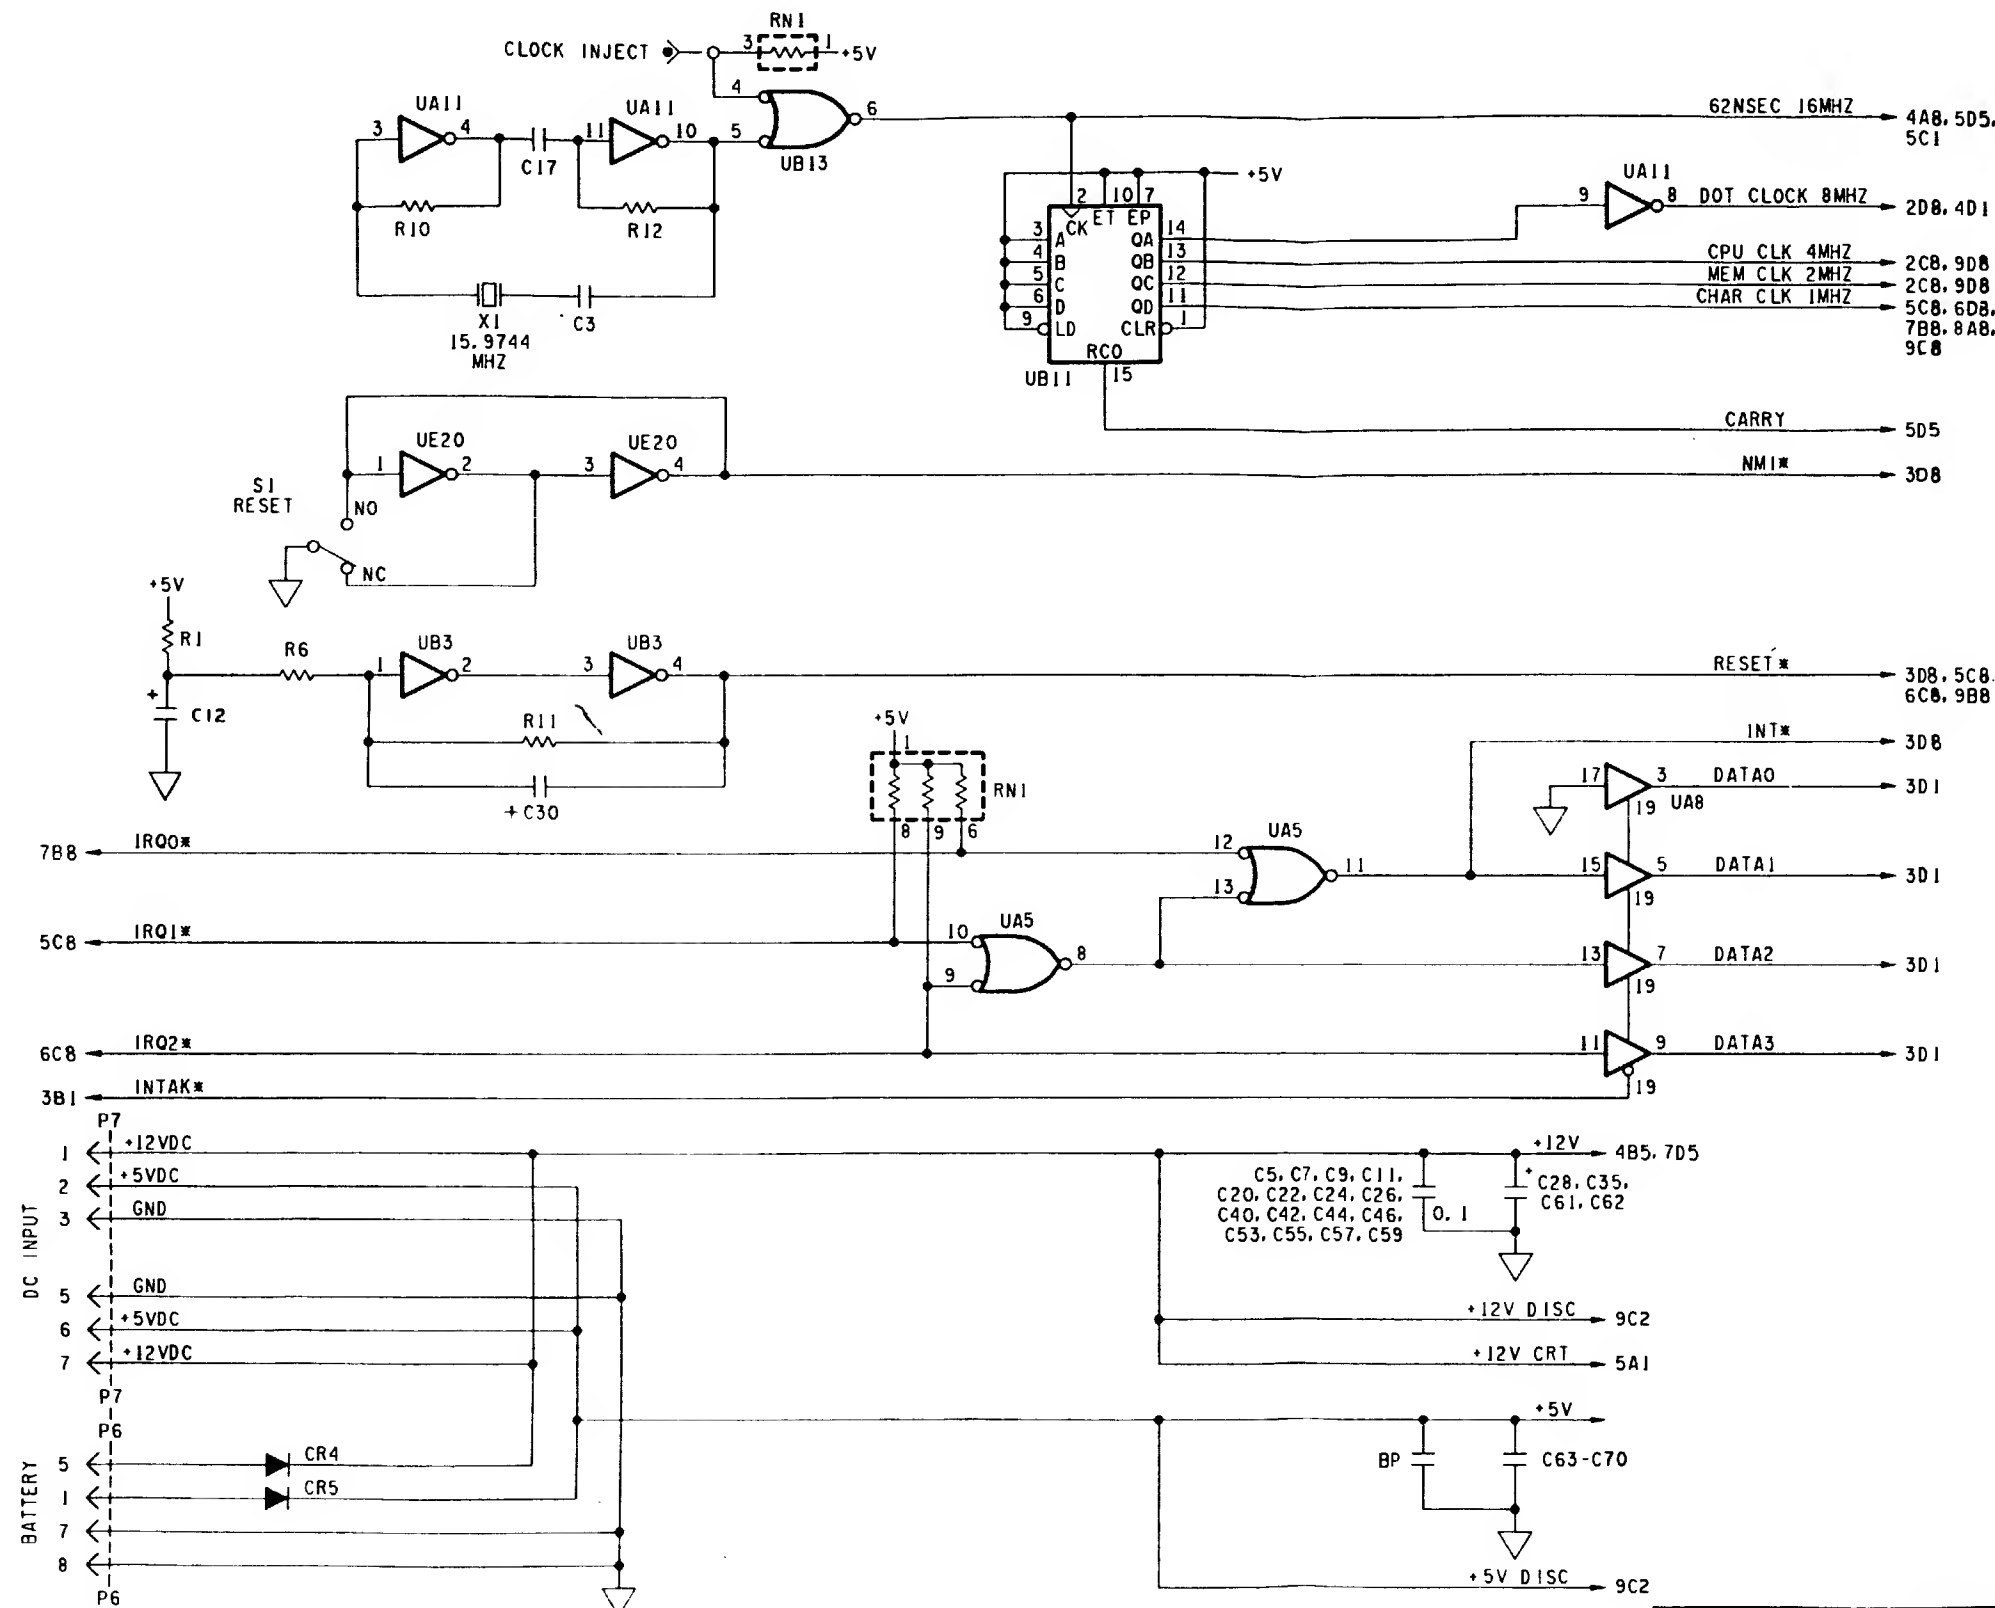 RN1
CLOCK INJECT 3 1 +5V
4
UA11 UA11 6
3 4 11 10 5
C17 UB13
R10 R12
X1 C3
15.9744
MHZ
62NSEC 16MHZ 4A8, 5D5,
5C1
+5V
UA11
9 8 DOT CLOCK 8MHZ 2D8, 4D1
2 10 7
CK ET EP
3 A QA 14
4 B QB 13 CPU CLK 4MHZ 2C8, 9D8
5 C QC 12 MEM CLK 2MHZ 2C8, 9D8
6 D QD 11 CHAR CLK 1MHZ 5C8, 6D8,
9 LD CLR 1 7B8, 8A8,
RCO 9C8
UB11 15
CARRY 5D5
UE20 UE20
1 2 3 4 NMI* 3D8
S1
RESET NO
NC
+5V
R1
R6 UB3 UB3
1 2 3 4 RESET* 3D8, 5C8,
6C8, 9B8
+ C12
R11
+C30
+5V
1
RN1
8 9 6
INT* 3D8
17 3 DATA0 3D1
19 UA8
7B8 IRQ0* 12 UA5
13 11 15 5 DATA1 3D1
19
5C8 IRQ1* 10 UA5
9 8 13 7 DATA2 3D1
19
6C8 IRQ2* 11 9 DATA3 3D1
3B1 INTAK* 19
P7
1 +12VDC +12V 4B5, 7D5
2 +5VDC
3 GND
C5, C7, C9, C11,
C20, C22, C24, C26,
C40, C42, C44, C46,
C53, C55, C57, C59
0.1
+ C28, C35,
C61, C62
DC INPUT
5 GND
6 +5VDC +12V DISC 9C2
7 +12VDC +12V CRT 5A1
P7
P6
+5V
BATTERY
5 CR4
1 CR5
7
8
P6
BP C63-C70
+5V DISC 9C2